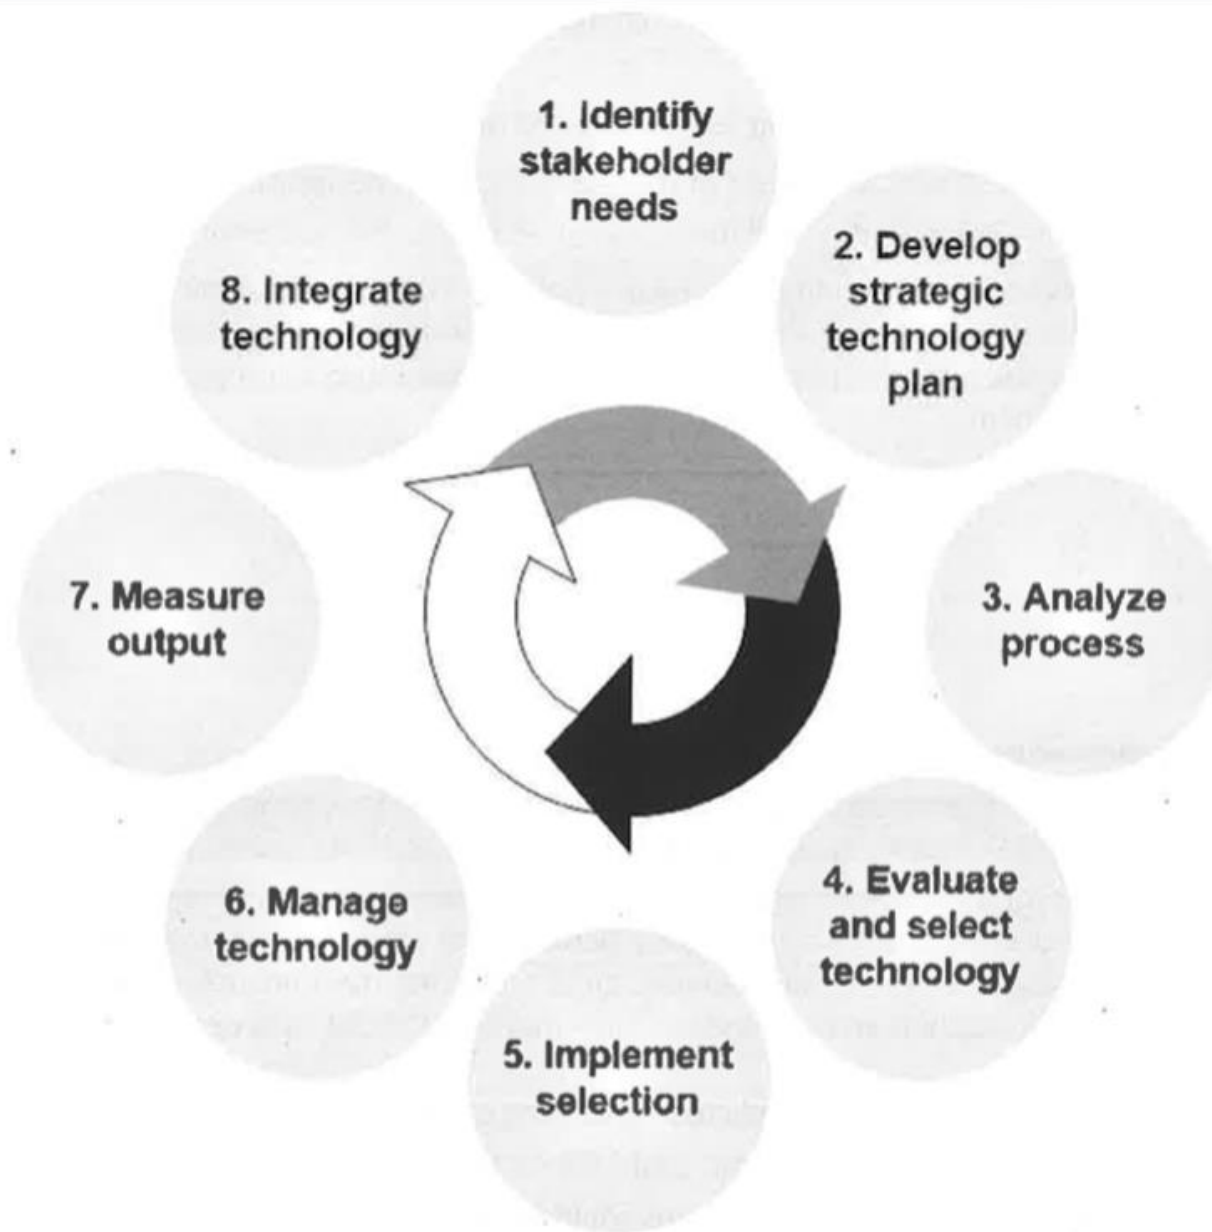 1. Identify
stakeholder
needs
2. Develop
strategic
technology
plan
3. Analyze
process
4. Evaluate
and select
technology
5. Implement
selection
6. Manage
technology
7. Measure
output
8. Integrate
technology